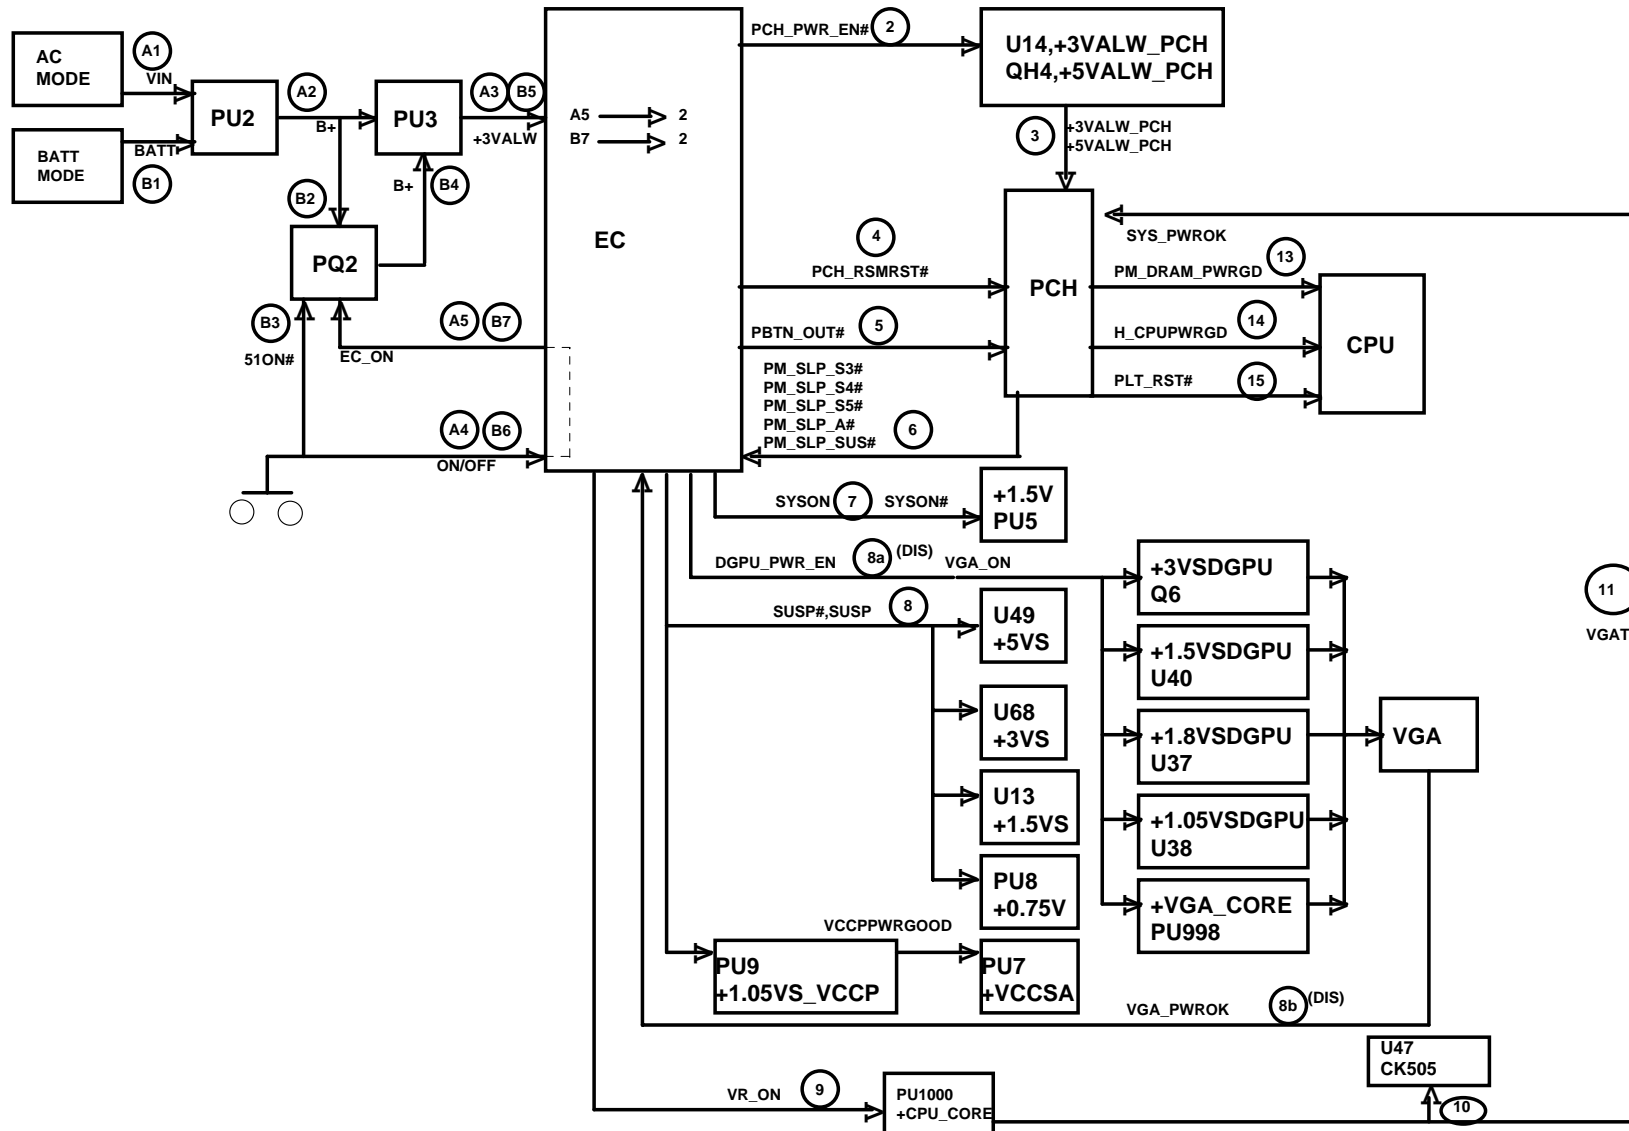 AC
MODE
A1
VIN
BATT
MODE
BATT
B1
PU2
A2
B+
PU3
A3
B5
+3VALW
B+
B4
B2
PQ2
B3
51ON#
A5
B7
EC_ON
A4
B6
ON/OFF
A5
2
B7
2
EC
PCH_PWR_EN#
2
U14,+3VALW_PCH
QH4,+5VALW_PCH
3
+3VALW_PCH
+5VALW_PCH
4
PCH_RSMRST#
PBTN_OUT#
5
PM_SLP_S3#
PM_SLP_S4#
PM_SLP_S5#
PM_SLP_A#
PM_SLP_SUS#
6
PCH
SYS_PWROK
PM_DRAM_PWRGD
13
H_CPUPWRGD
14
PLT_RST#
15
CPU
SYSON
7
SYSON#
+1.5V
PU5
DGPU_PWR_EN
8a
(DIS)
VGA_ON
SUSP#,SUSP
8
U49
+5VS
U68
+3VS
U13
+1.5VS
PU8
+0.75V
VCCPPWRGOOD
PU9
+1.05VS_VCCP
PU7
+VCCSA
+3VSDGPU
Q6
+1.5VSDGPU
U40
+1.8VSDGPU
U37
+1.05VSDGPU
U38
+VGA_CORE
PU998
VGA
11
VGAT
VGA_PWROK
8b
(DIS)
U47
CK505
10
VR_ON
9
PU1000
+CPU_CORE